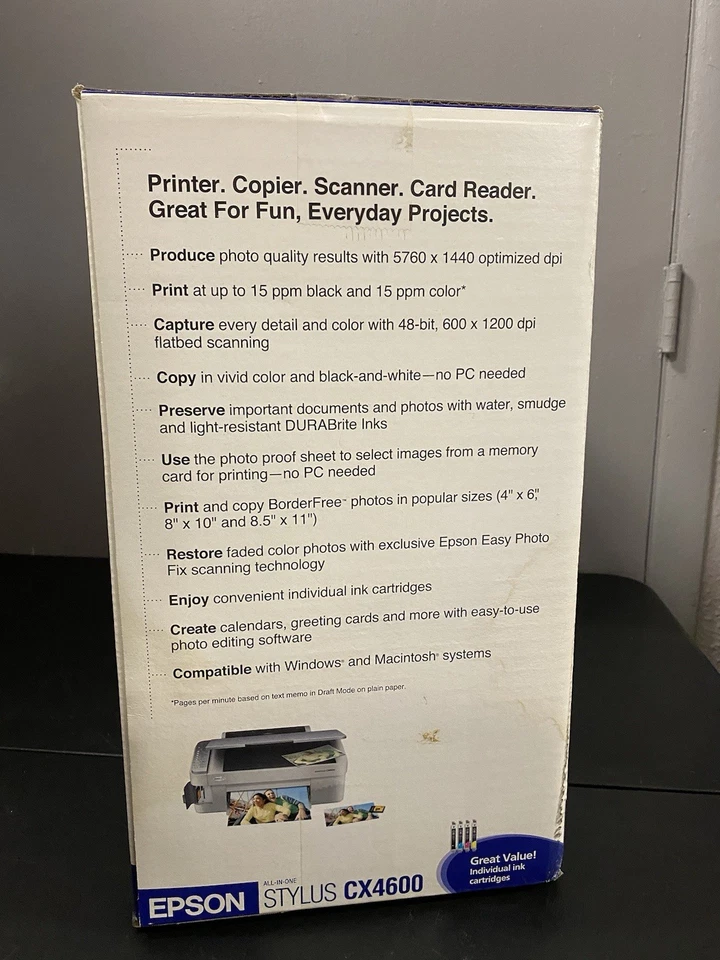 Printer. Copier. Scanner. Card Reader.
Great For Fun, Everyday Projects.
Produce photo quality results with 5760 x 1440 optimized dpi
Print at up to 15 ppm black and 15 ppm color*
Capture every detail and color with 48-bit, 600 x 1200 dpi
flatbed scanning
Copy in vivid color and black-and-white—no PC needed
Preserve important documents and photos with water, smudge
and light-resistant DURABrite Inks
Use the photo proof sheet to select images from a memory
card for printing—no PC needed
Print and copy BorderFree™ photos in popular sizes (4" x 6",
8" x 10" and 8.5" x 11")
Restore faded color photos with exclusive Epson Easy Photo
Fix scanning technology
Enjoy convenient individual ink cartridges
Create calendars, greeting cards and more with easy-to-use
photo editing software
Compatible with Windows® and Macintosh® systems
*Pages per minute based on text memo in Draft Mode on plain paper.
Great Value!
Individual ink
cartridges
ALL-IN-ONE
EPSON STYLUS CX4600